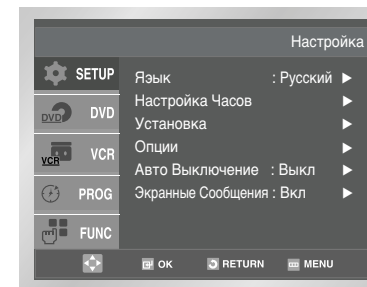 Настройка
SETUP
DVD DVD
VCR VCR
PROG
FUNC
Язык : Русский ►
Настройка Часов ►
Установка ►
Опции ►
Авто Выключение : Выкл ►
Экранные Сообщения : Вкл ►
OK RETURN MENU